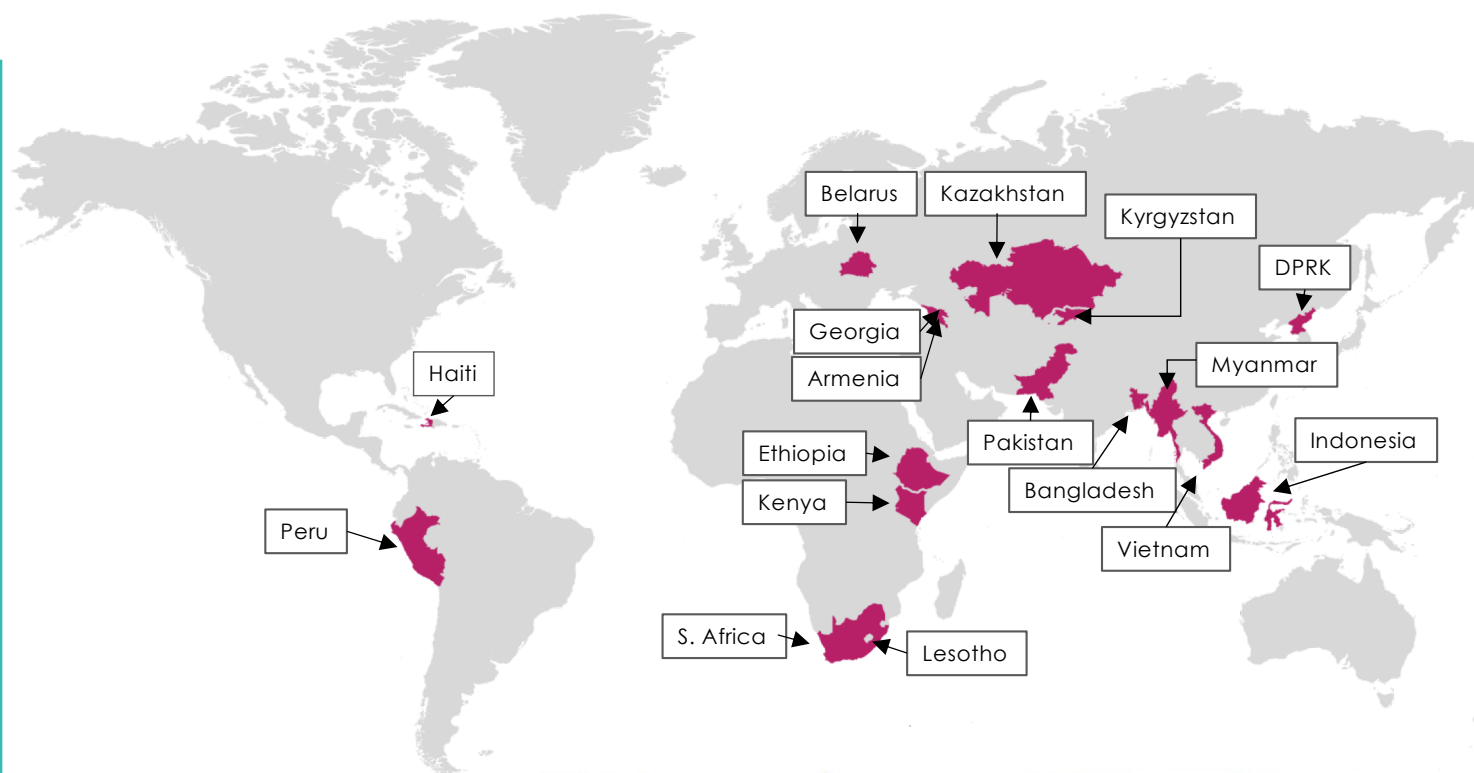 Belarus
Kazakhstan
Kyrgyzstan
DPRK
Georgia
Armenia
Myanmar
Haiti
Pakistan
Indonesia
Ethiopia
Bangladesh
Kenya
Peru
Vietnam
S. Africa
Lesotho